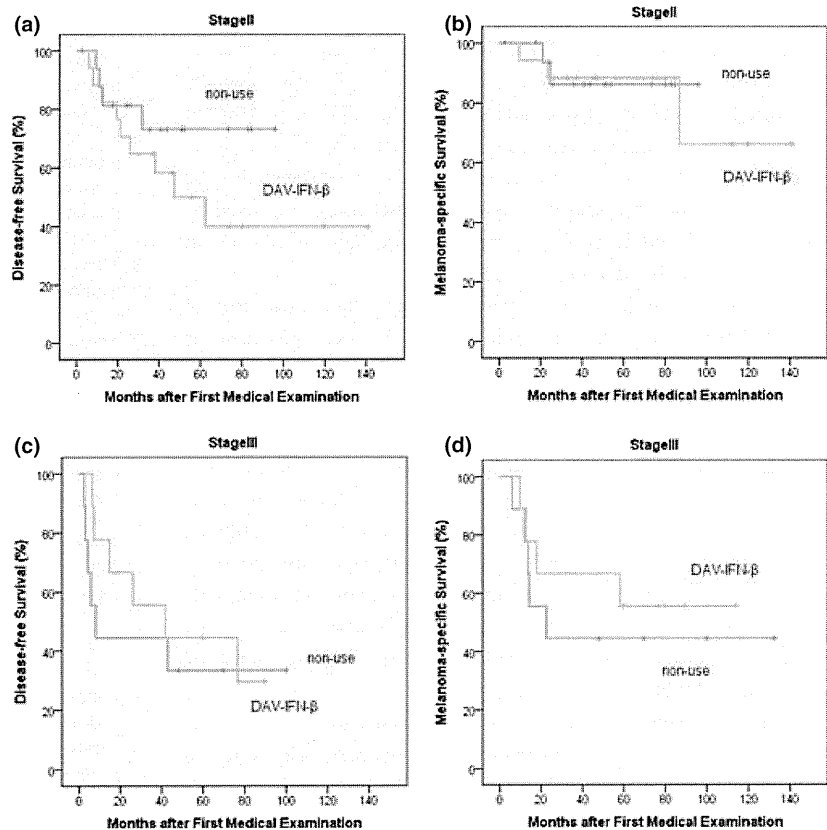 (a)
StageII
Disease-free Survival (%)
100
80
60
40
20
0
non-use
DAV-IFN-β
0 20 40 60 80 100 120 140
Months after First Medical Examination
(b)
StageII
Melanoma-specific Survival (%)
100
80
60
40
20
0
non-use
DAV-IFN-β
0 20 40 60 80 100 120 140
Months after First Medical Examination
(c)
StageIII
Disease-free Survival (%)
100
80
60
40
20
0
non-use
DAV-IFN-β
0 20 40 60 80 100 120 140
Months after First Medical Examination
(d)
StageIII
Melanoma-specific Survival (%)
100
80
60
40
20
0
DAV-IFN-β
non-use
0 20 40 60 80 100 120 140
Months after First Medical Examination